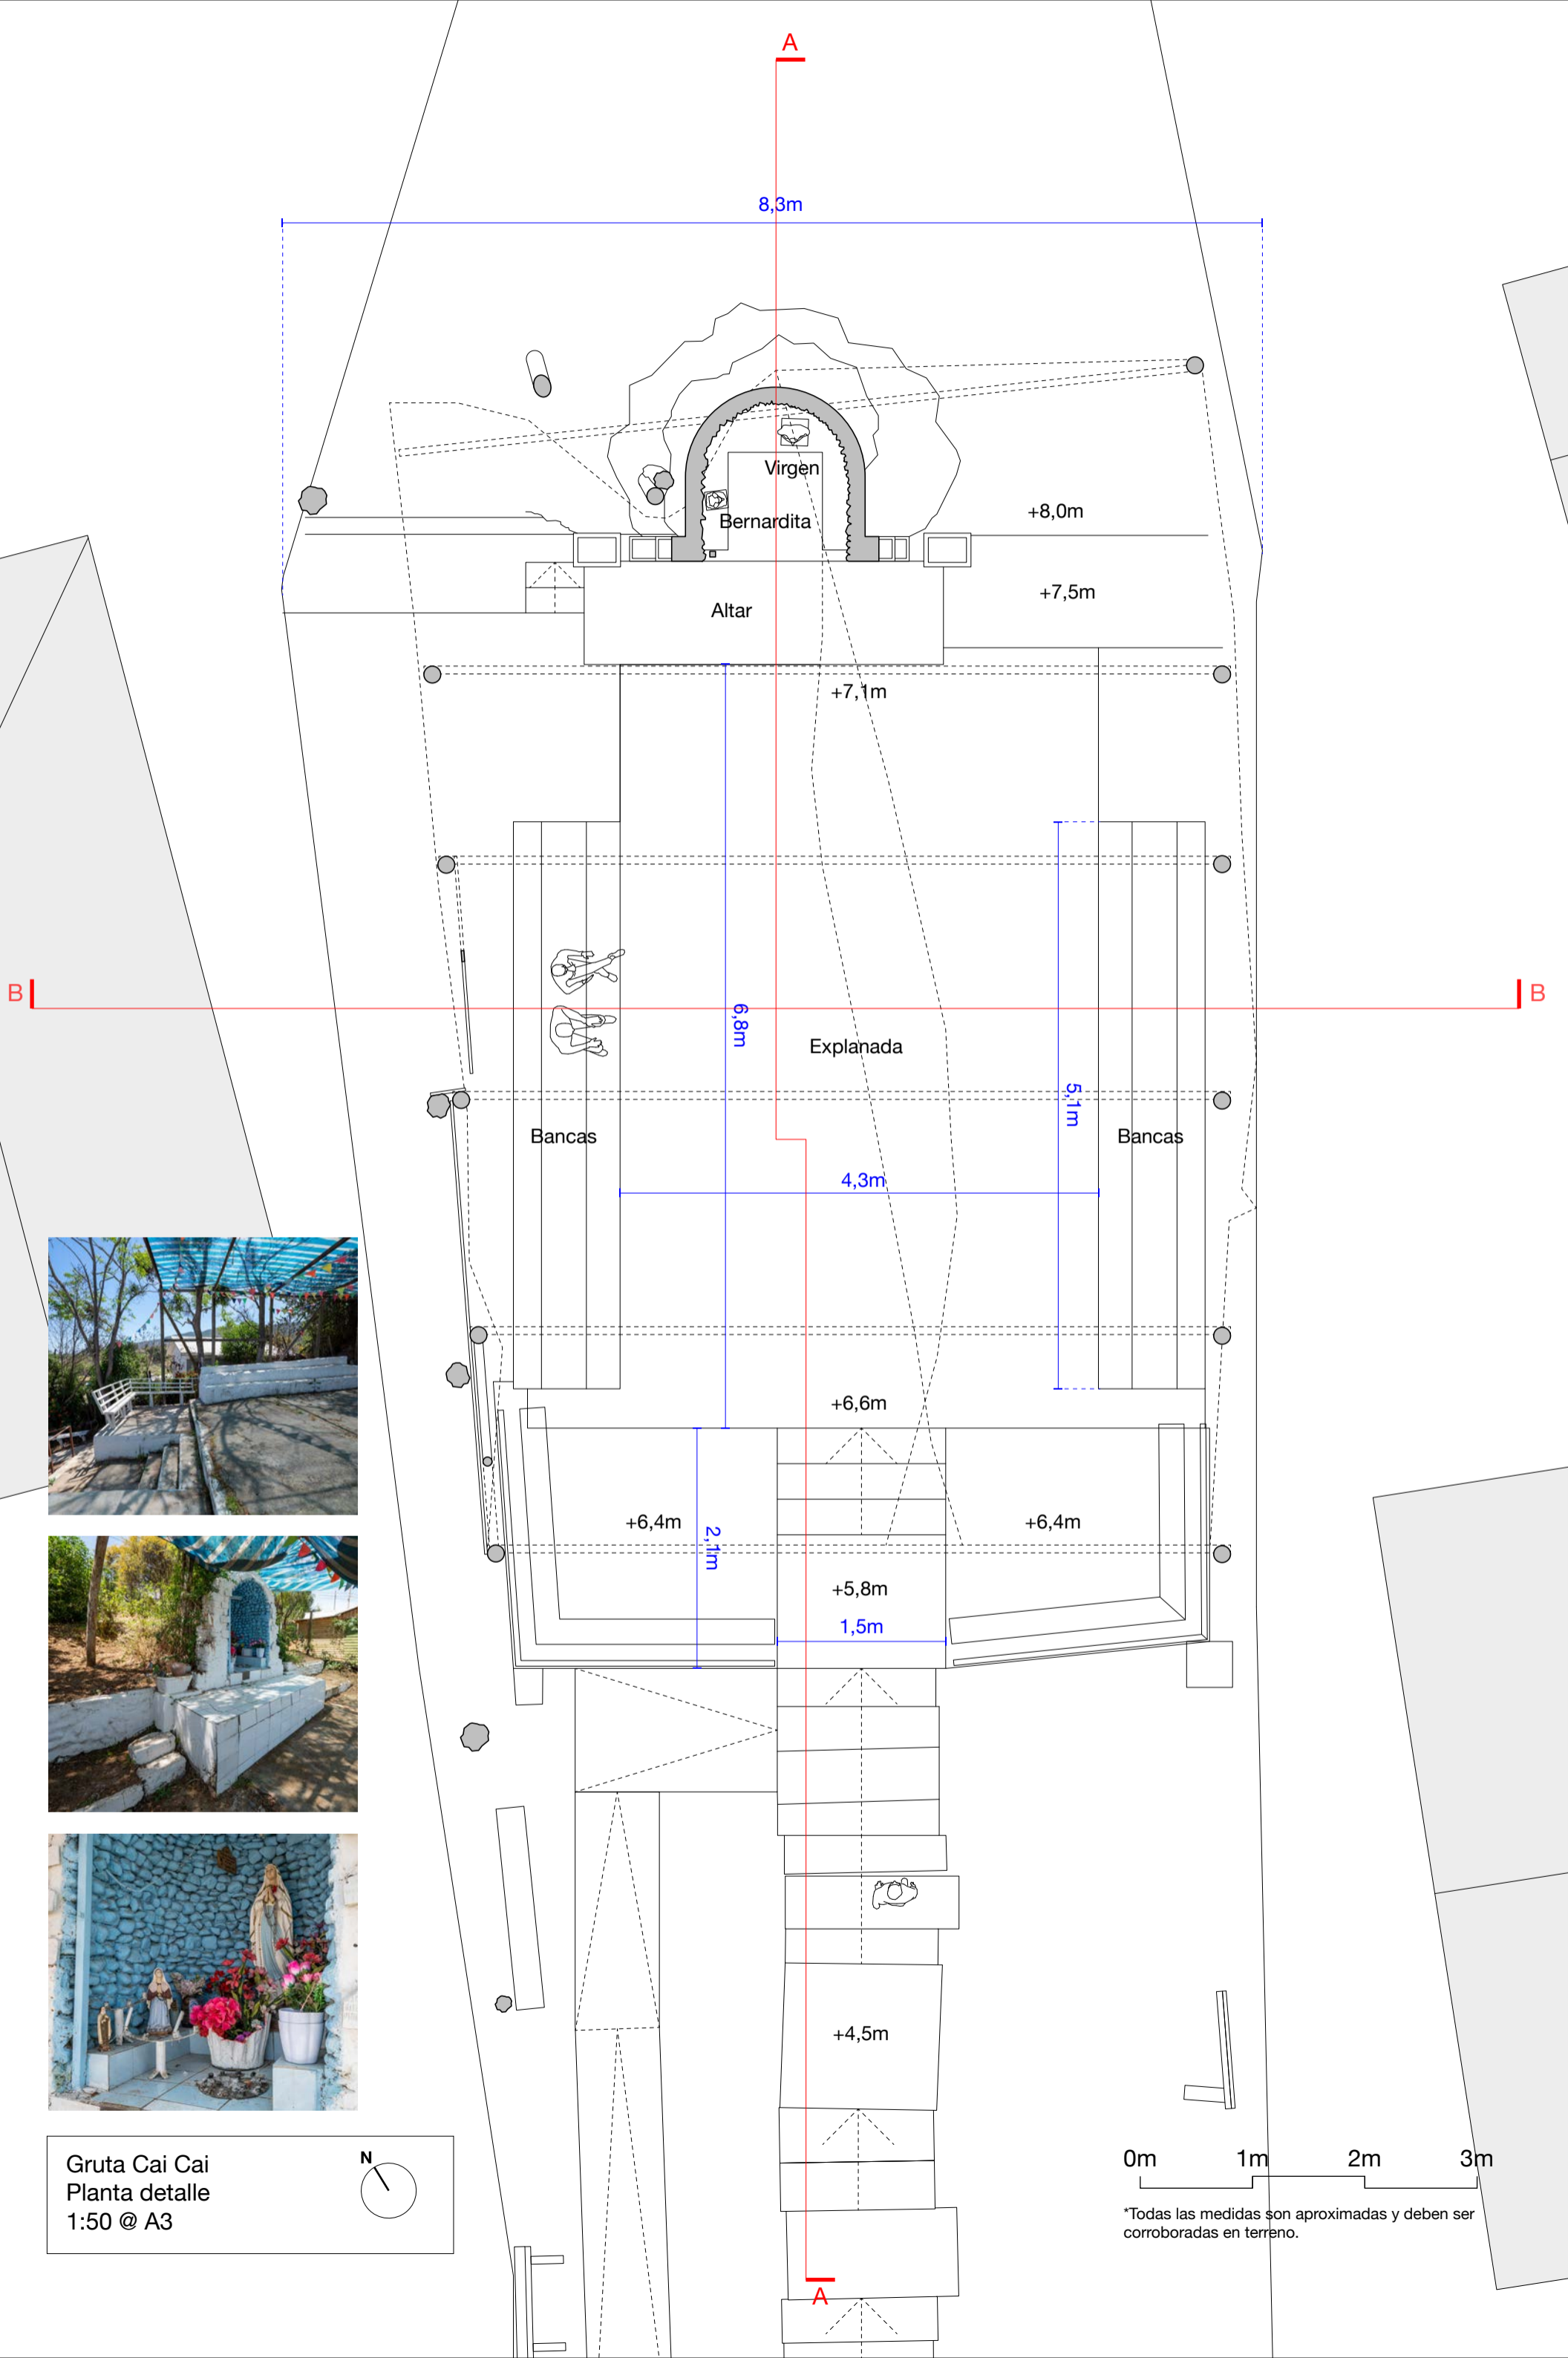 A
8,3m
Virgen
Bernardita
+8,0m
+7,5m
Altar
+7,1m
B
B
6,8m
Explanada
5,1m
Bancas
Bancas
4,3m
+6,6m
+6,4m
2,1m
+6,4m
+5,8m
1,5m
+4,5m
N
Gruta Cai Cai
Planta detalle
1:50 @ A3
0m 1m 2m 3m
*Todas las medidas son aproximadas y deben ser
corroboradas en terreno.
A